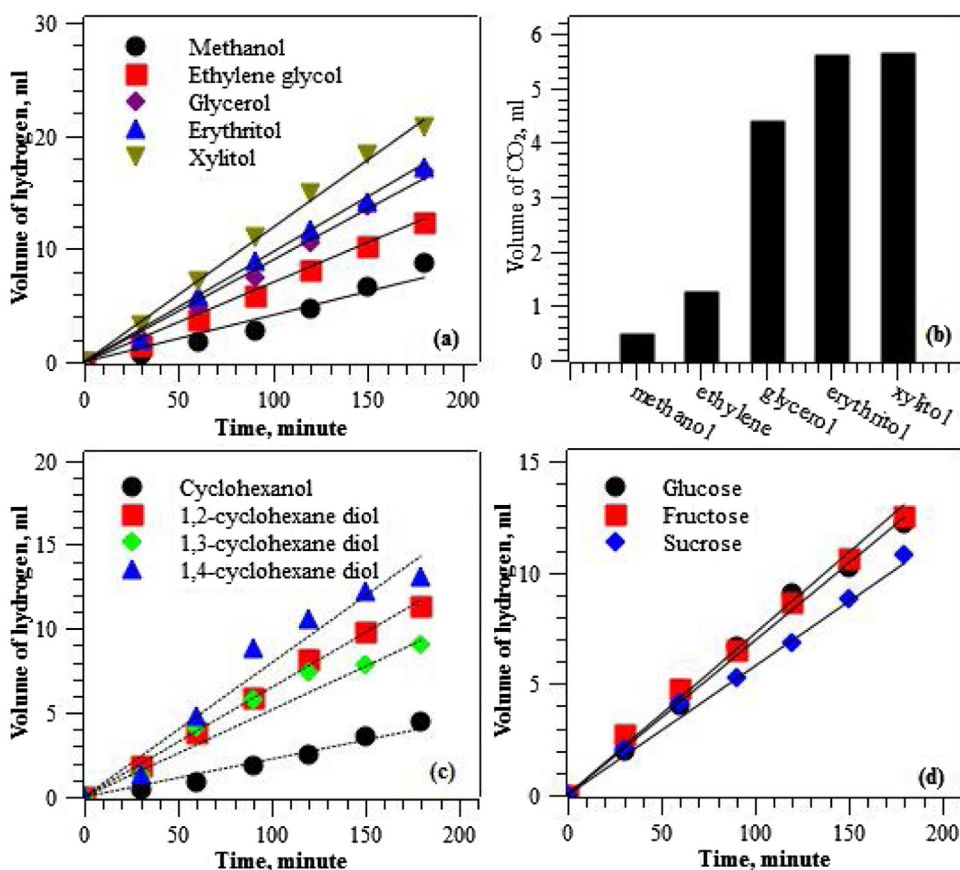 30
20
10
0
Volume of hydrogen, ml
Methanol
Ethylene glycol
Glycerol
Erythritol
Xylitol
(a)
0 50 100 150 200
Time, minute
6
5
4
3
2
1
0
Volume of CO₂, ml
(b)
methanol
ethylene
glycerol
erythritol
xylitol
20
15
10
5
0
Volume of hydrogen, ml
Cyclohexanol
1,2-cyclohexane diol
1,3-cyclohexane diol
1,4-cyclohexane diol
(c)
0 50 100 150 200
Time, minute
15
10
5
0
Volume of hydrogen, ml
Glucose
Fructose
Sucrose
(d)
0 50 100 150 200
Time, minute